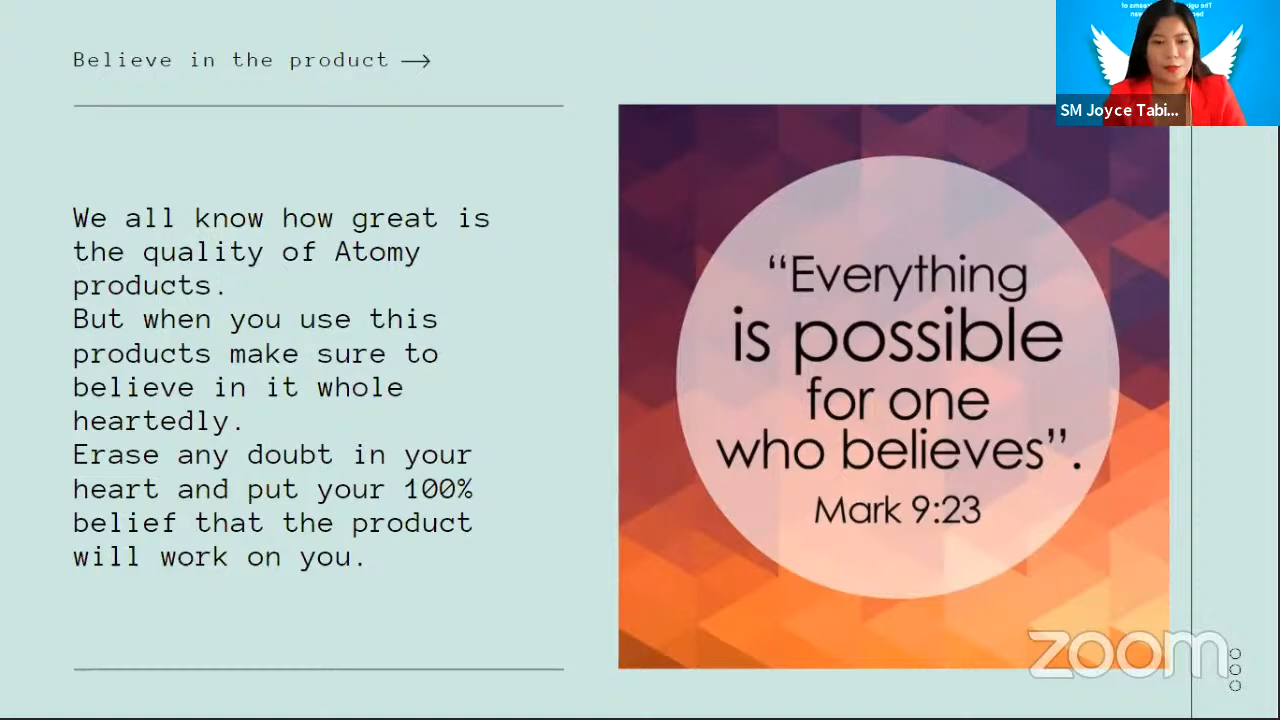 Believe in the product →
We all know how great is
the quality of Atomy
products.
But when you use this
products make sure to
believe in it whole
heartedly.
Erase any doubt in your
heart and put your 100%
belief that the product
will work on you.
“Everything
is possible
for one
who believes”.
Mark 9:23
SM Joyce Tabi...
zoom